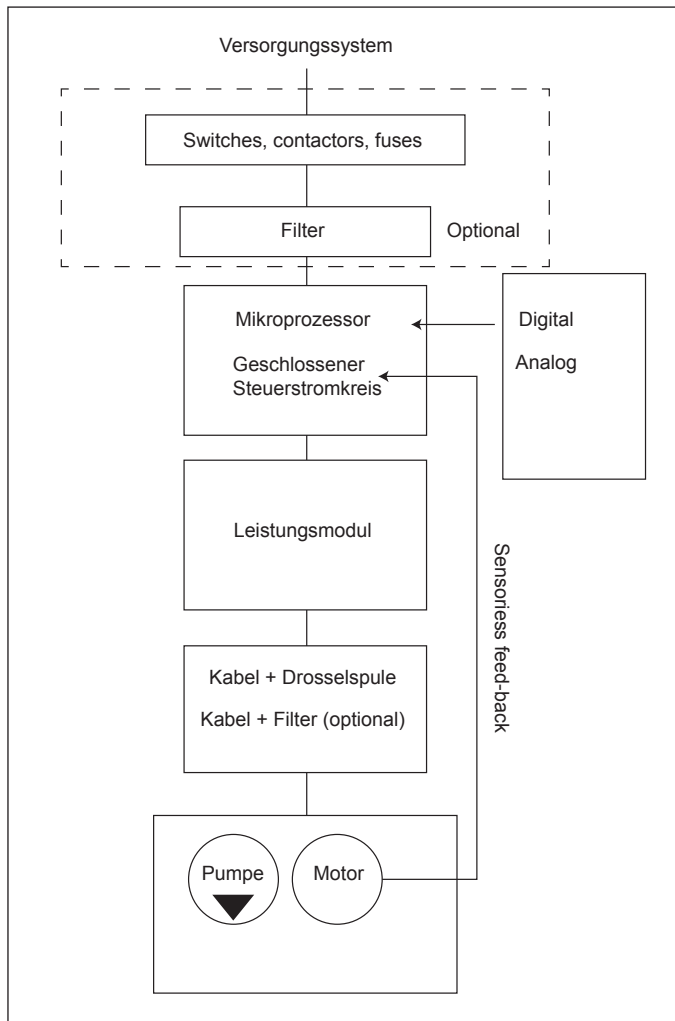 Versorgungssystem
Switches, contactors, fuses
Filter
Optional
Mikroprozessor
Geschlossener
Steuerstromkreis
Digital
Analog
Leistungsmodul
Sensoriess feed-back
Kabel + Drosselspule
Kabel + Filter (optional)
Pumpe
Motor